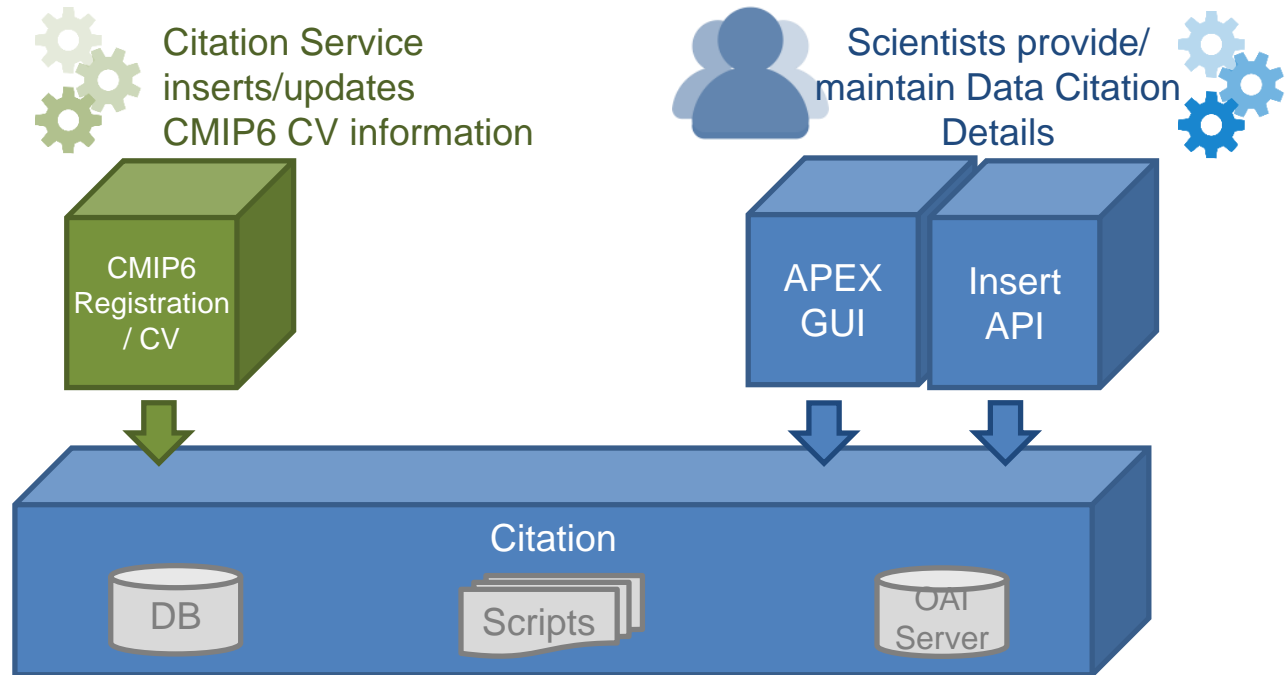 Citation Service
inserts/updates
CMIP6 CV information
Scientists provide/
maintain Data Citation
Details
CMIP6
Registration
/ CV
APEX
GUI
Insert
API
Citation
DB
Scripts
OAI
Server